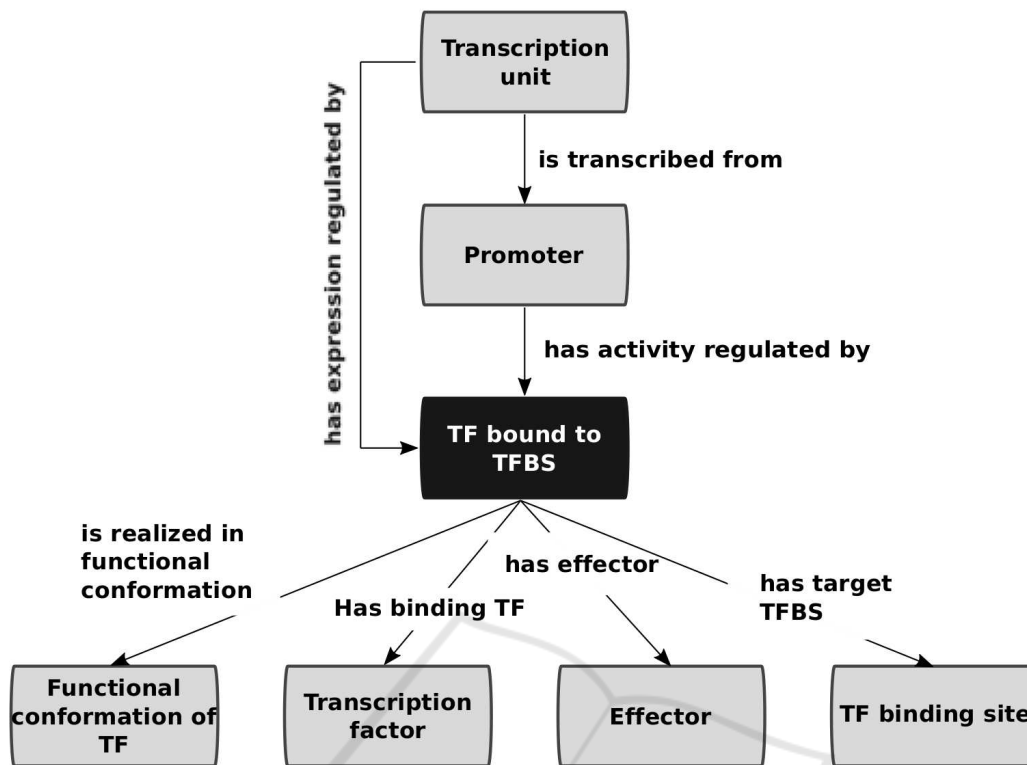 Transcription
unit
has expression regulated by
is transcribed from
Promoter
has activity regulated by
TF bound to
TFBS
is realized in
functional
conformation
Has binding TF
has effector
has target
TFBS
Functional
conformation of
TF
Transcription
factor
Effector
TF binding site